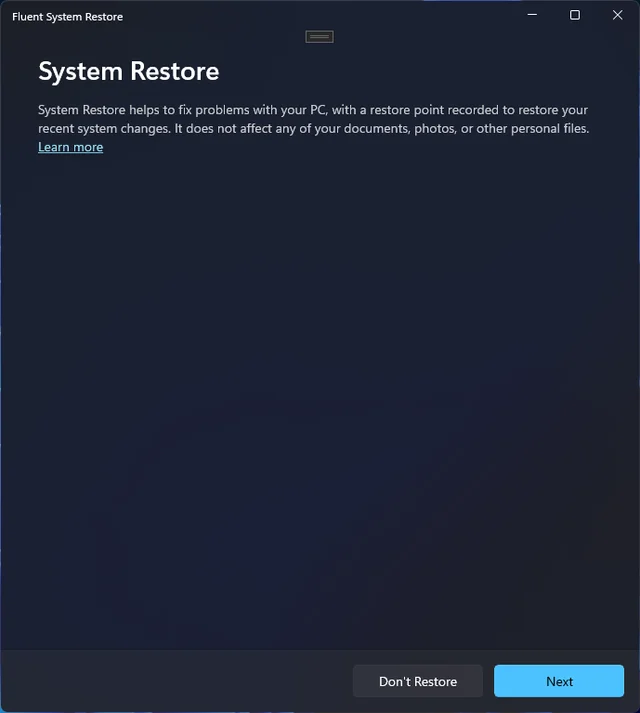 Fluent System Restore
System Restore
System Restore helps to fix problems with your PC, with a restore point recorded to restore your
recent system changes. It does not affect any of your documents, photos, or other personal files.
Learn more
Don't Restore
Next